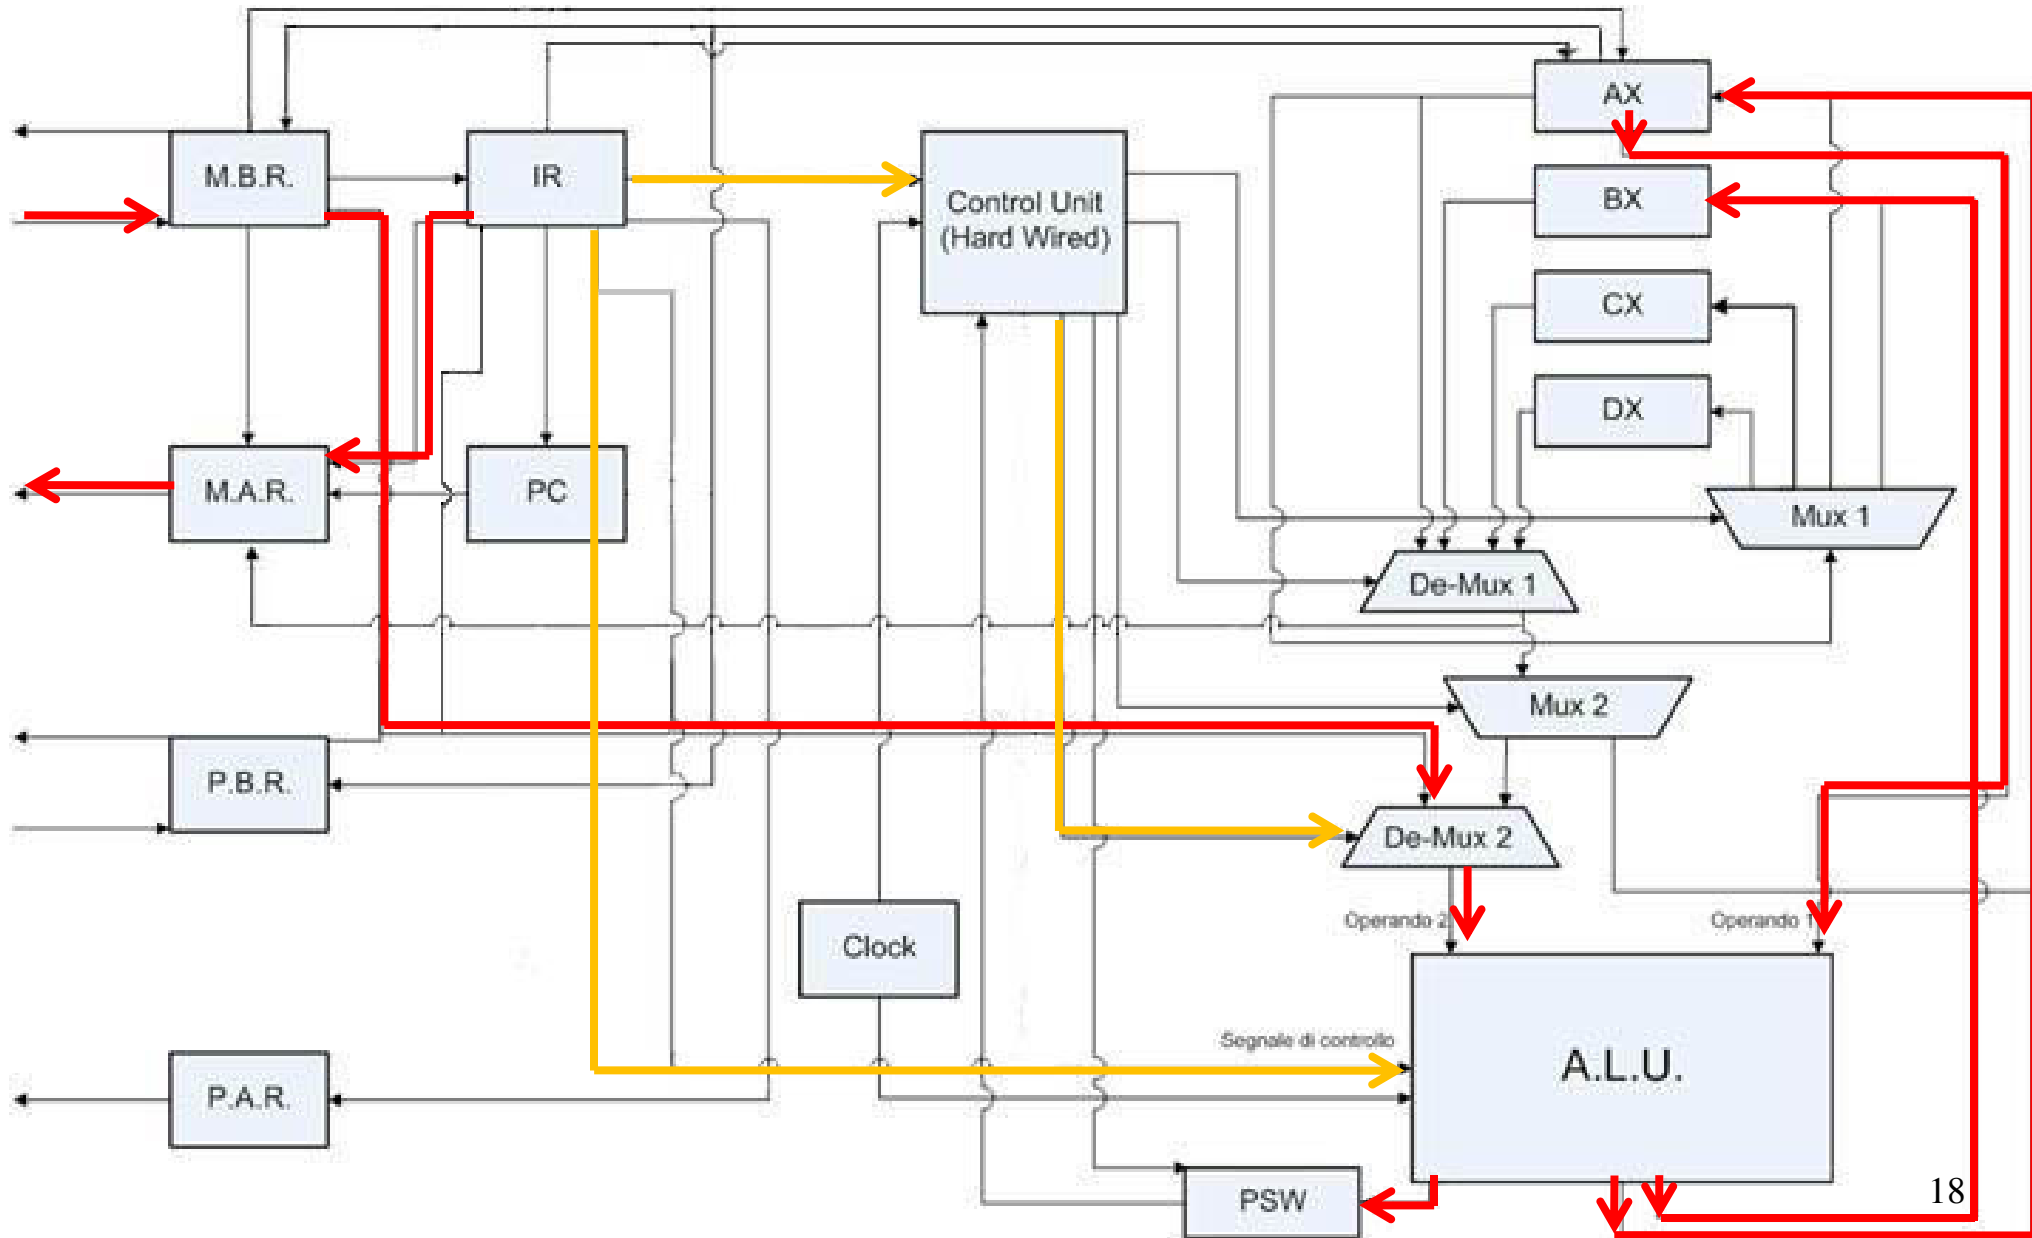 AX
M.B.R.
IR
Control Unit
(Hard Wired)
BX
CX
DX
M.A.R.
PC
Mux 1
De-Mux 1
Mux 2
P.B.R.
De-Mux 2
Operando 2
Operando 1
Clock
Segnale di controllo
A.L.U.
P.A.R.
PSW
18